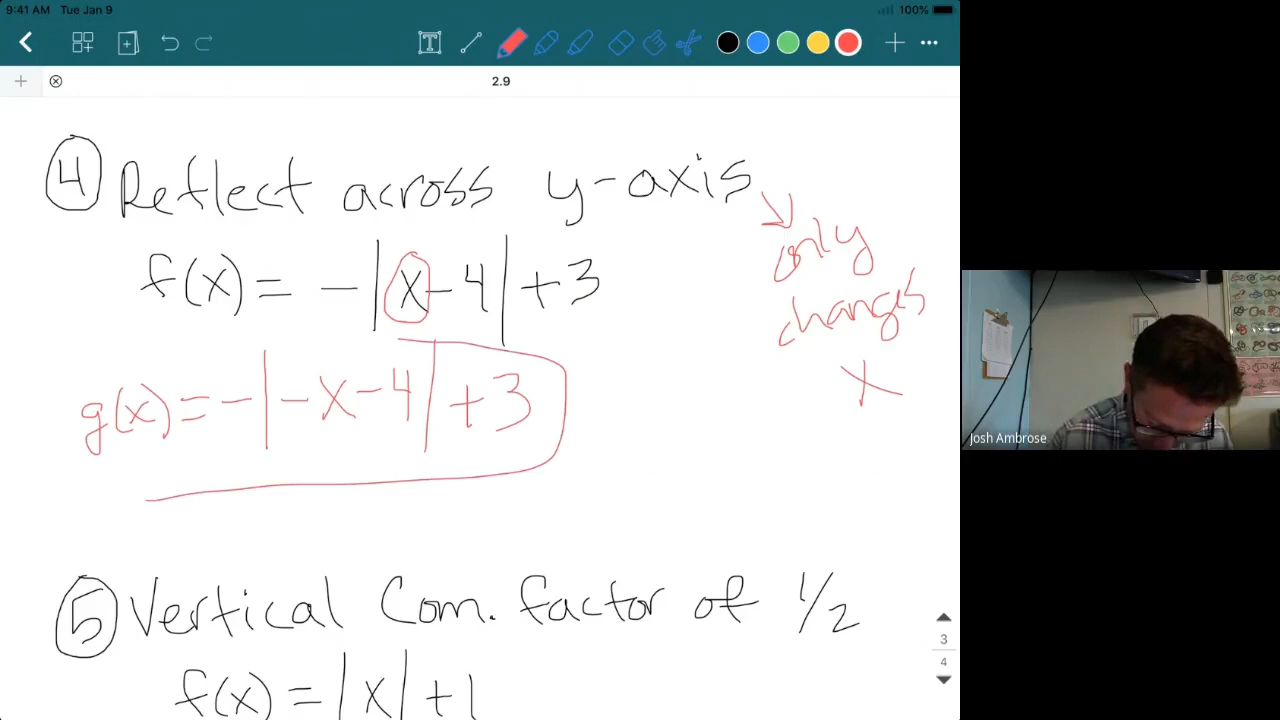 9:41 AM Tue Jan 9
100%
2.9
4 Reflect across y-axis
only
changes
x
f(x) = -|x-4|+3
g(x) = -|-x-4|+3
5 Vertical Com. factor of 1/2
f(x) = |x|+1
3
4
Josh Ambrose